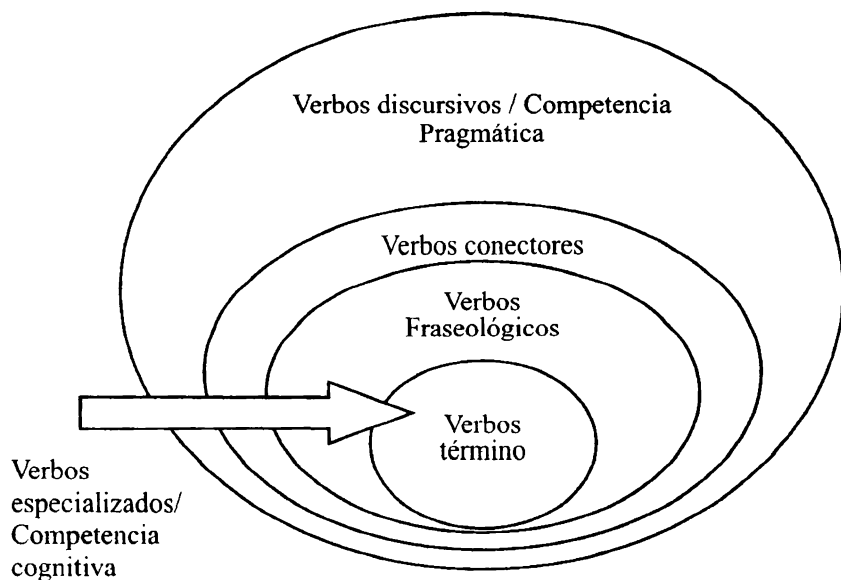 Verbos discursivos / Competencia
Pragmática
Verbos conectores
Verbos
Fraseológicos
Verbos
término
Verbos
especializados/
Competencia
cognitiva